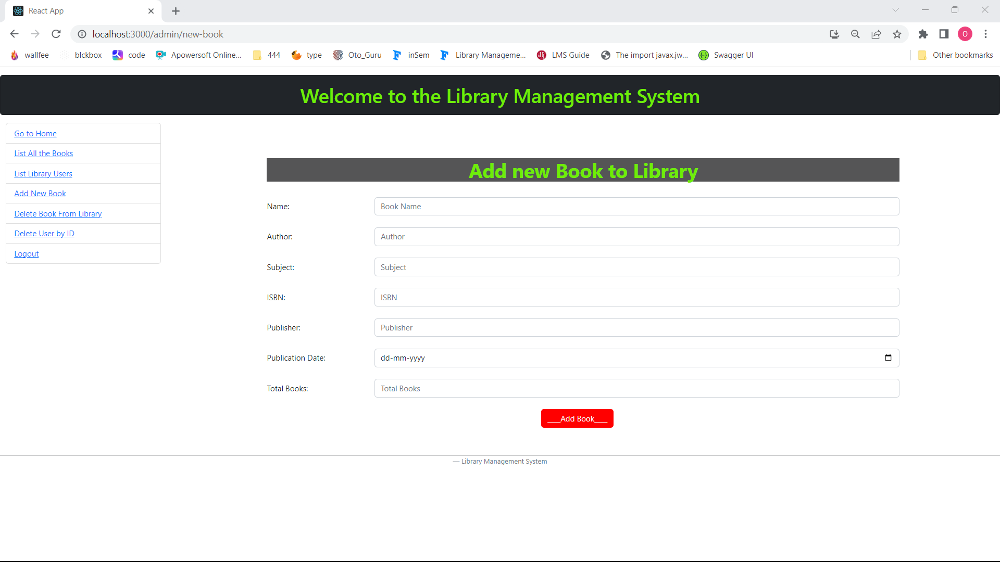 React App
localhost:3000/admin/new-book
O
wallfee blckbox code Apowersoft Online... 444 type Oto_Guru inSem Library Manageme... LMS Guide The import javax.jw... Swagger UI Other bookmarks
Welcome to the Library Management System
Go to Home
List All the Books
List Library Users
Add New Book
Delete Book From Library
Delete User by ID
Logout
Add new Book to Library
Name: Book Name
Author: Author
Subject: Subject
ISBN: ISBN
Publisher: Publisher
Publication Date: dd-mm-yyyy
Total Books: Total Books
___Add Book___
— Library Management System